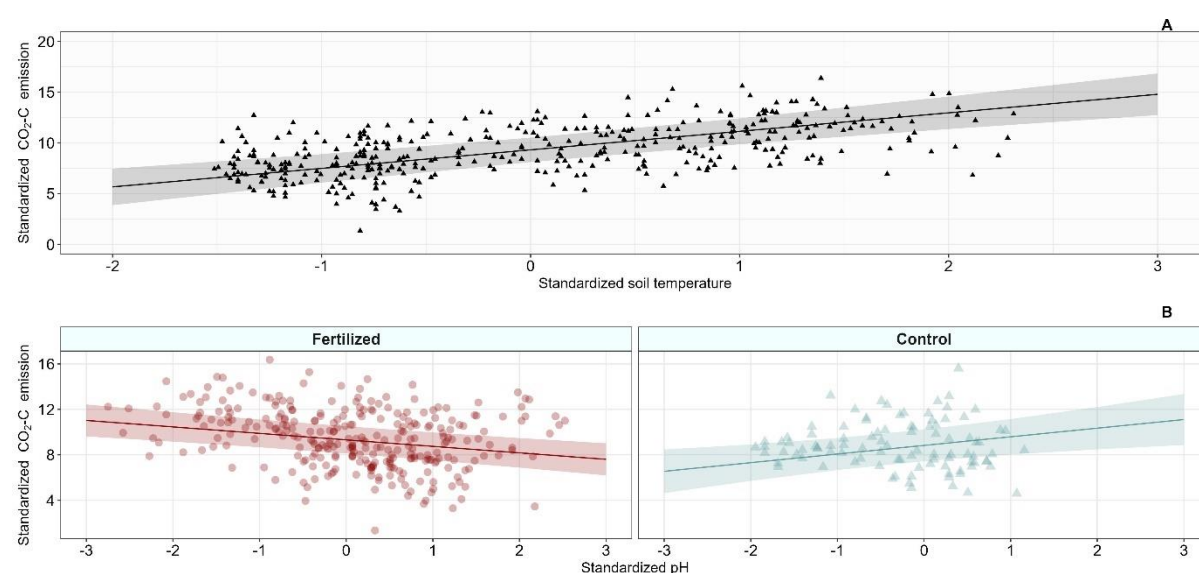 A
Standardized CO₂-C emission
20
15
10
5
0
-2 -1 0 1 2 3
Standardized soil temperature
B
Fertilized Control
Standardized CO₂-C emission
16
12
8
4
-3 -2 -1 0 1 2 3 -3 -2 -1 0 1 2 3
Standardized pH